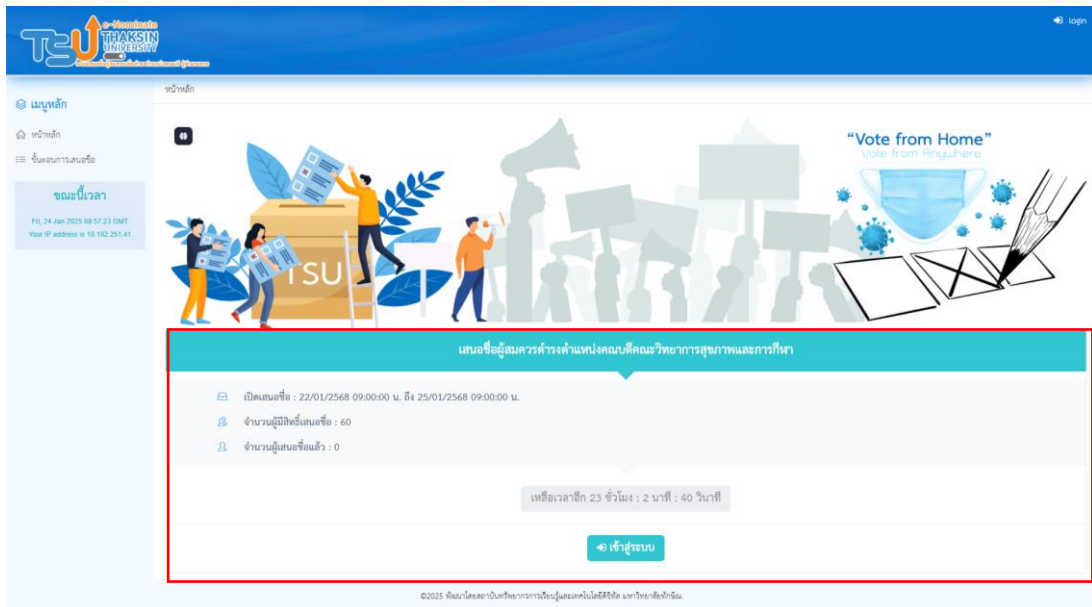 e-Nominate
TSU THAKSIN
UNIVERSITY
login
เมนูหลัก
หน้าหลัก
ขั้นตอนการเสนอชื่อ
ขณะนี้เวลา
Fri, 24 Jan 2025 09:57:23 GMT
Your IP address is 10.102.251.41
หน้าหลัก
TSU
“Vote from Home”
Vote from Anywhere
เสนอชื่อผู้สมควรดำรงตำแหน่งคณบดีคณะวิทยาการสุขภาพและการกีฬา
เปิดเสนอชื่อ : 22/01/2568 09:00:00 น. ถึง 25/01/2568 09:00:00 น.
จำนวนผู้มีสิทธิ์เสนอชื่อ : 60
จำนวนผู้เสนอชื่อแล้ว : 0
เหลือเวลาอีก 23 ชั่วโมง : 2 นาที : 40 วินาที
เข้าสู่ระบบ
©2025 พัฒนาโดยสถาบันทรัพยากรการเรียนรู้และเทคโนโลยีดิจิทัล มหาวิทยาลัยทักษิณ.